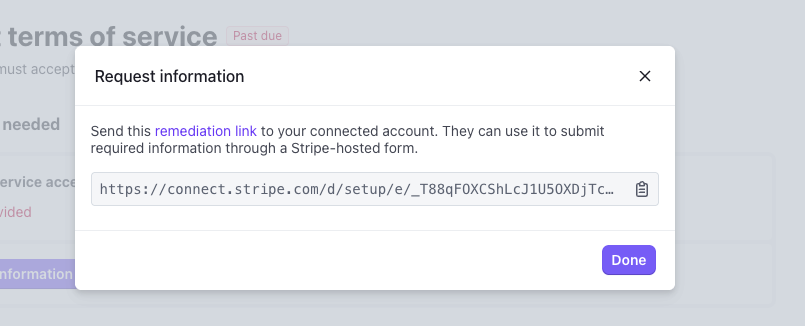 t terms of service Past due
must accept
Request information
needed
Send this remediation link to your connected account. They can use it to submit
required information through a Stripe-hosted form.
ervice acce
https://connect.stripe.com/d/setup/e/_T88qFOXCShLcJ1U5OXDjTc…
vided
Done
nformation